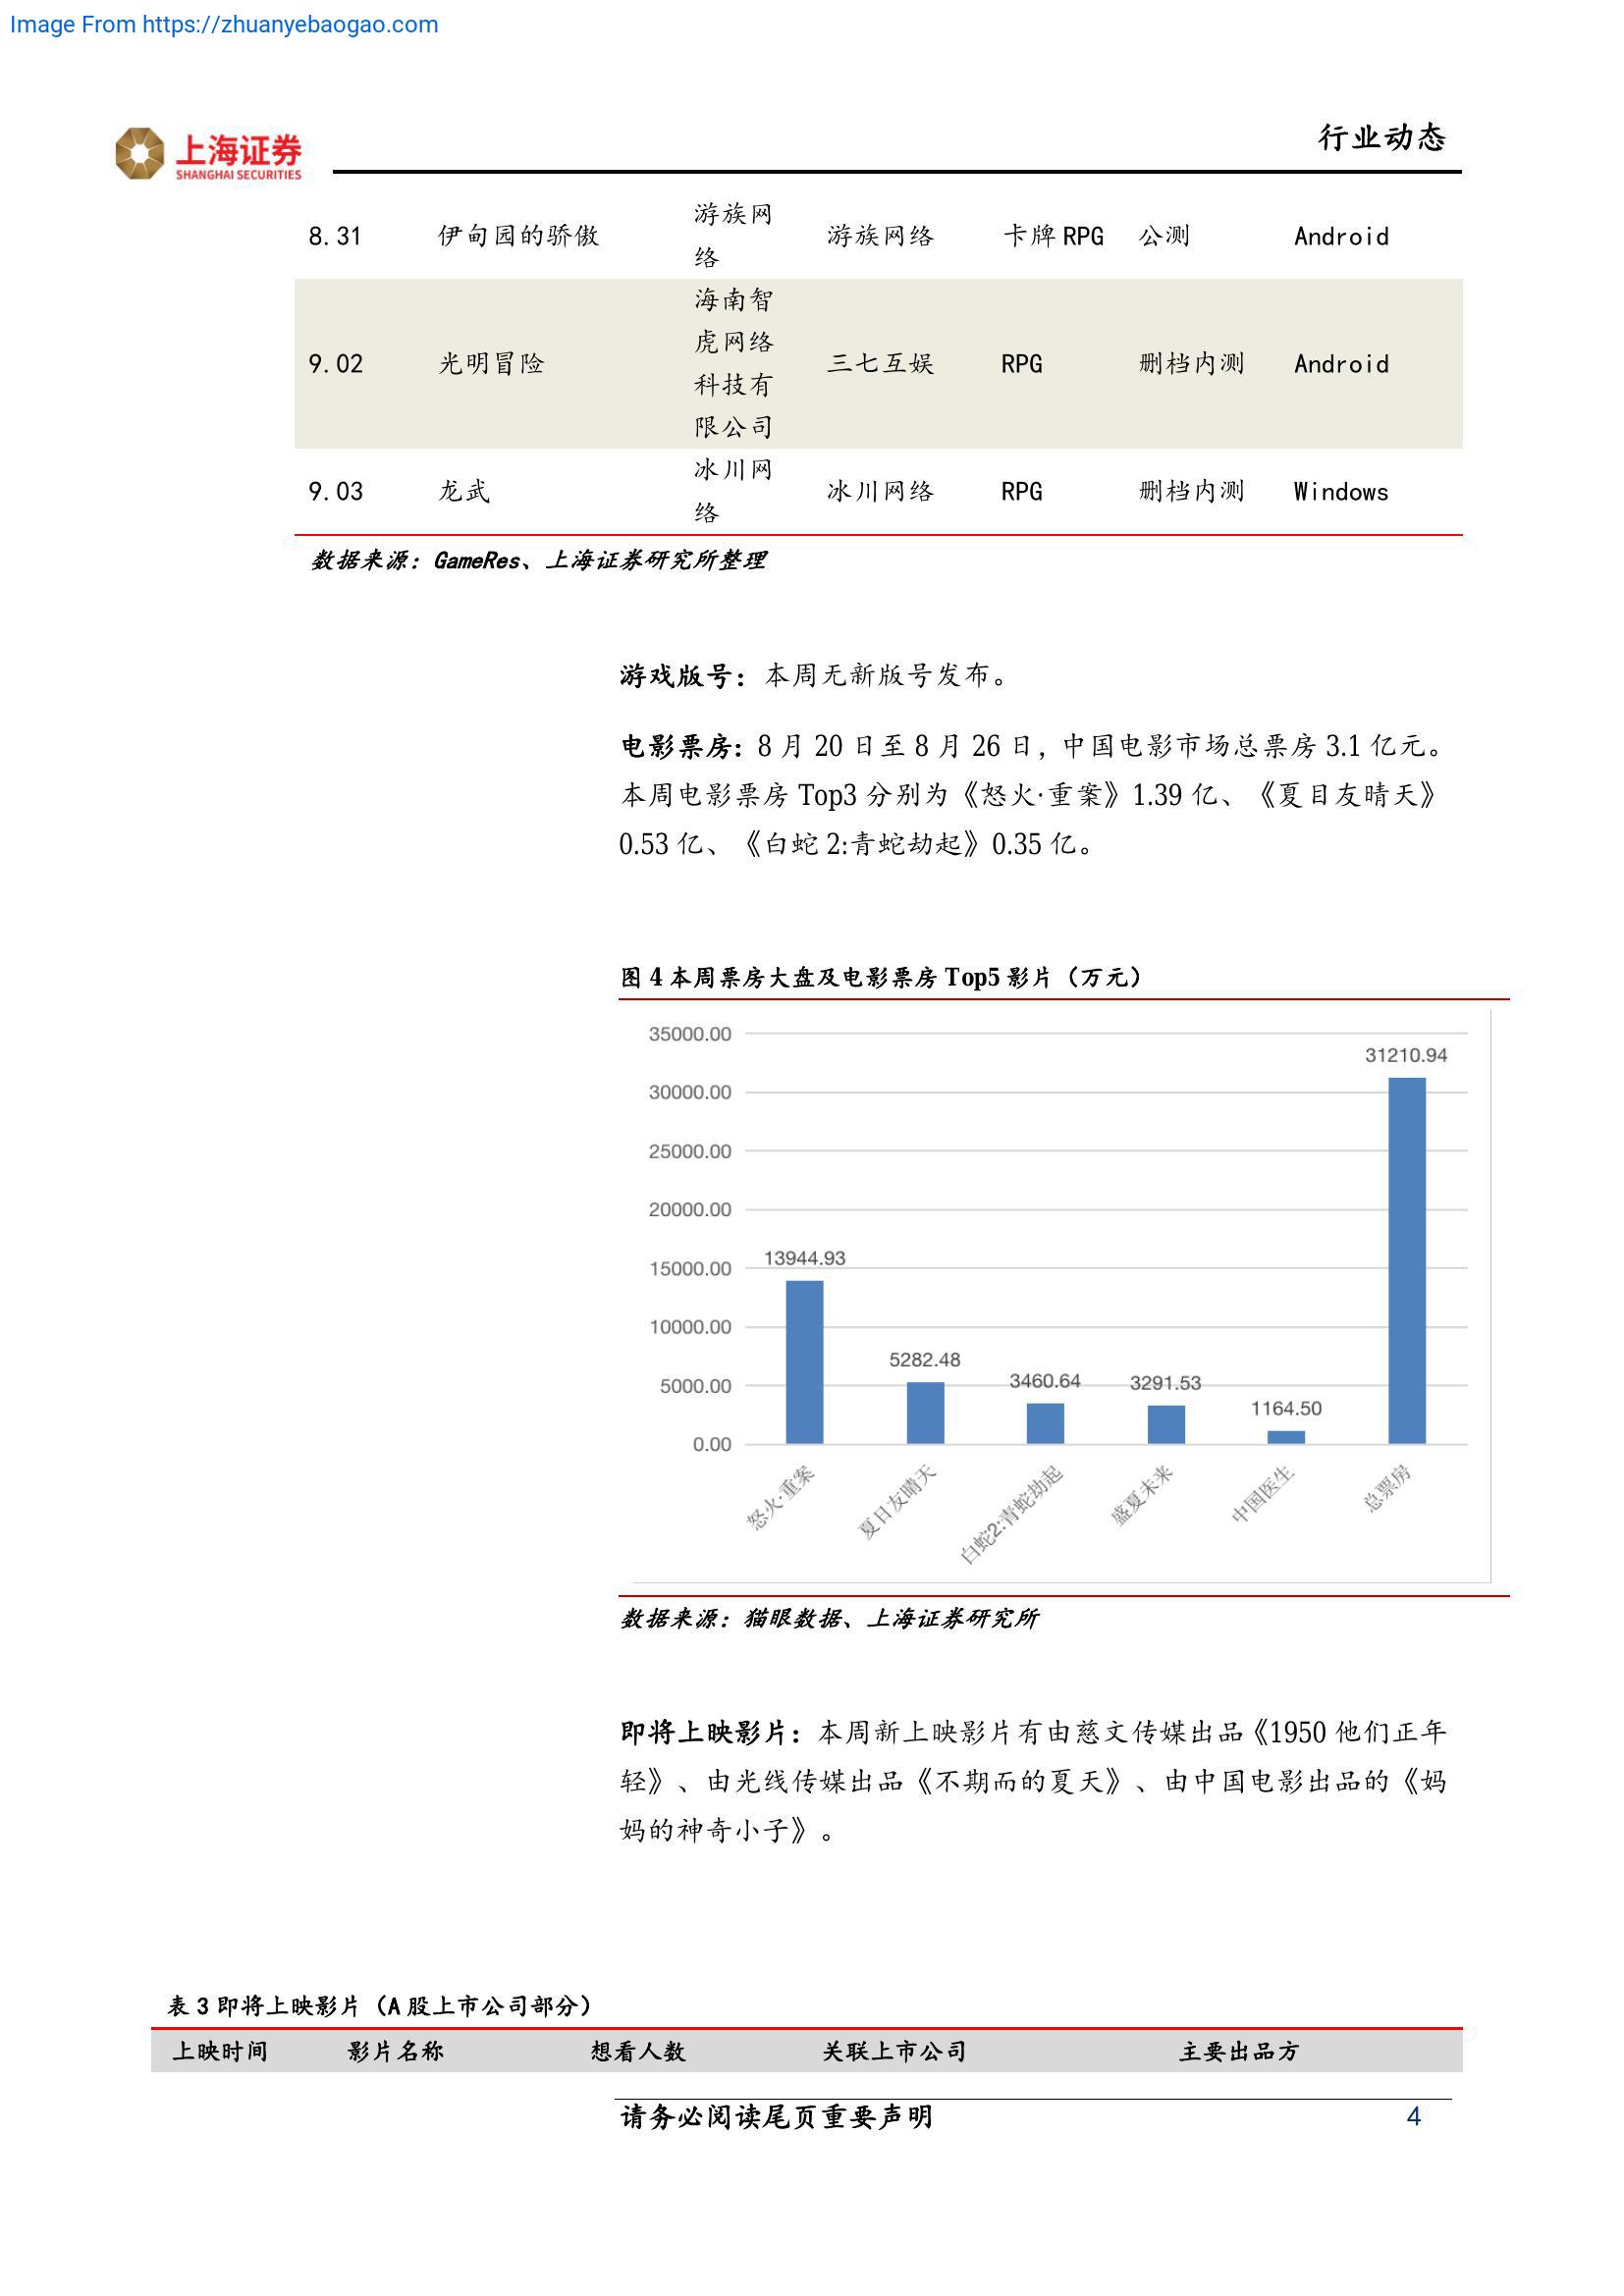 Image From https://zhuanyebaogao.com
上海证券
SHANGHAI SECURITIES
行业动态
8.31 伊甸园的骄傲 游族网络 游族网络 卡牌 RPG 公测 Android
9.02 光明冒险 海南智虎网络科技有限公司 三七互娱 RPG 删档内测 Android
9.03 龙武 冰川网络 冰川网络 RPG 删档内测 Windows
数据来源：GameRes、上海证券研究所整理
游戏版号：本周无新版号发布。
电影票房：8 月 20 日至 8 月 26 日，中国电影市场总票房 3.1 亿元。
本周电影票房 Top3 分别为《怒火·重案》1.39 亿、《夏日友晴天》
0.53 亿、《白蛇 2:青蛇劫起》0.35 亿。
图 4 本周票房大盘及电影票房 Top5 影片（万元）
35000.00
30000.00
25000.00
20000.00
15000.00
10000.00
5000.00
0.00
13944.93
5282.48
3460.64
3291.53
1164.50
31210.94
怒火·重案
夏日友晴天
白蛇2:青蛇劫起
盛夏未来
中国医生
总票房
数据来源：猫眼数据、上海证券研究所
即将上映影片：本周新上映影片有由慈文传媒出品《1950 他们正年
轻》、由光线传媒出品《不期而的夏天》、由中国电影出品的《妈
妈的神奇小子》。
表 3 即将上映影片（A 股上市公司部分）
上映时间 影片名称 想看人数 关联上市公司 主要出品方
请务必阅读尾页重要声明 4